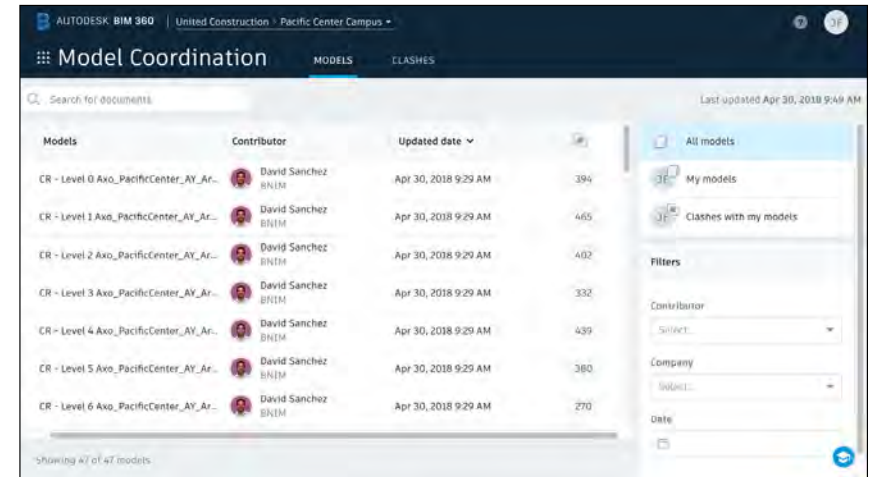 AUTODESK BIM 360 | United Construction > Pacific Center Campus
? JF
Model Coordination MODELS CLASHES
Search for documents Last updated Apr 30, 2018 9:49 AM
Models Contributor Updated date
CR - Level 0 Axo_PacificCenter_AY_Ar... David Sanchez BNIM Apr 30, 2018 9:29 AM 394
CR - Level 1 Axo_PacificCenter_AY_Ar... David Sanchez BNIM Apr 30, 2018 9:29 AM 465
CR - Level 2 Axo_PacificCenter_AY_Ar... David Sanchez BNIM Apr 30, 2018 9:29 AM 402
CR - Level 3 Axo_PacificCenter_AY_Ar... David Sanchez BNIM Apr 30, 2018 9:29 AM 332
CR - Level 4 Axo_PacificCenter_AY_Ar... David Sanchez BNIM Apr 30, 2018 9:29 AM 439
CR - Level 5 Axo_PacificCenter_AY_Ar... David Sanchez BNIM Apr 30, 2018 9:29 AM 380
CR - Level 6 Axo_PacificCenter_AY_Ar... David Sanchez BNIM Apr 30, 2018 9:29 AM 270
Showing 47 of 47 models
All models
JF My models
JF Clashes with my models
Filters
Contributor
Select...
Company
Select...
Date